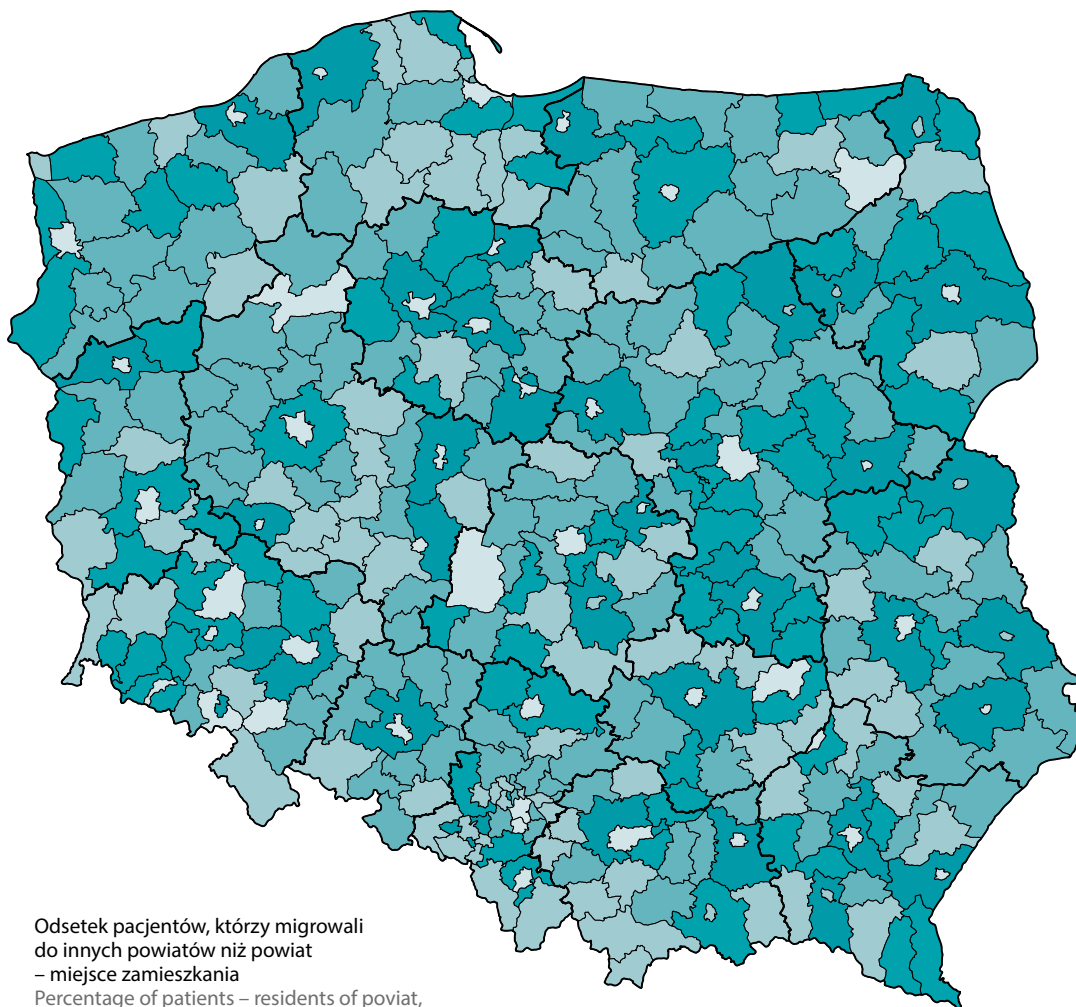 Odsetek pacjentów, którzy migrowali
do innych powiatów niż powiat
– miejsce zamieszkania
Percentage of patients – residents of poviat,